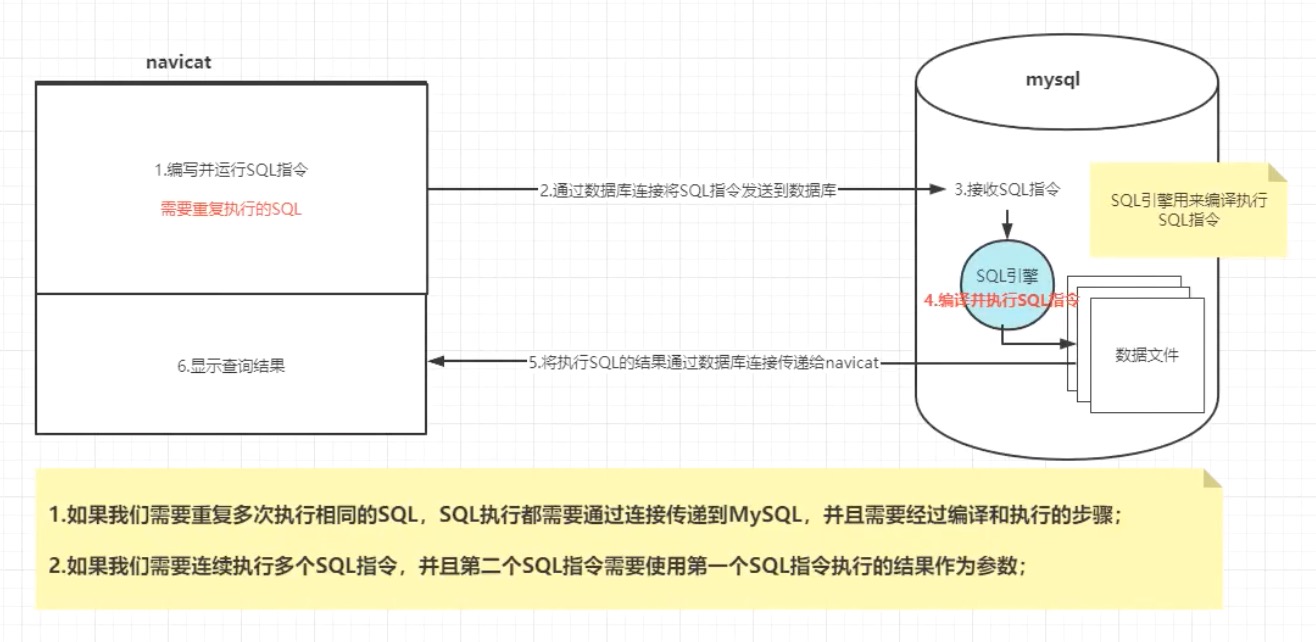 navicat
mysql
1.编写并运行SQL指令
需要重复执行的SQL
2.通过数据库连接将SQL指令发送到数据库
3.接收SQL指令
SQL引擎用来编译执行
SQL指令
SQL引擎
4.编译并执行SQL指令
数据文件
5.将执行SQL的结果通过数据库连接传递给navicat
6.显示查询结果
1.如果我们需要重复多次执行相同的SQL，SQL执行都需要通过连接传递到MySQL，并且需要经过编译和执行的步骤；
2.如果我们需要连续执行多个SQL指令，并且第二个SQL指令需要使用第一个SQL指令执行的结果作为参数；